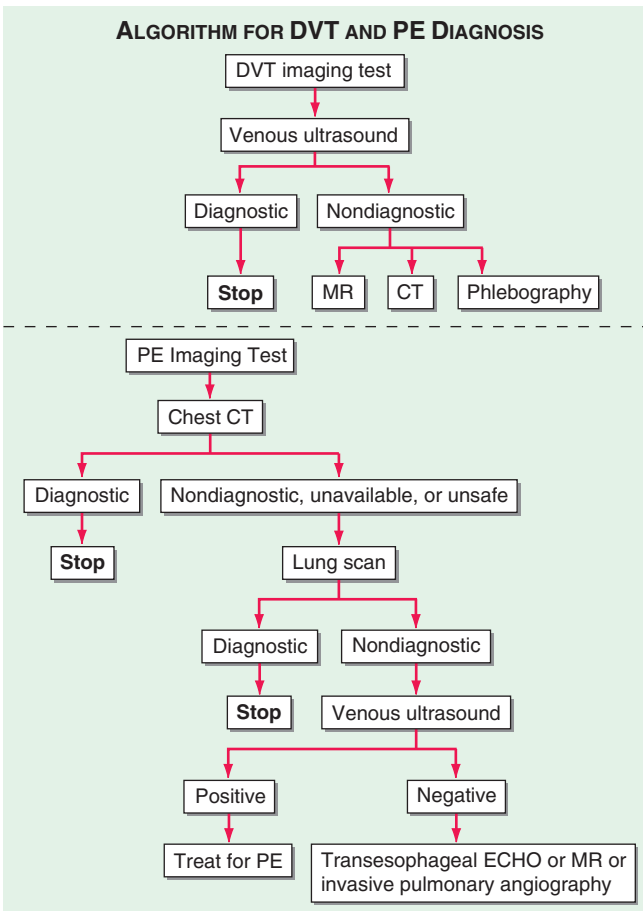 ALGORITHM FOR DVT AND PE DIAGNOSIS
DVT imaging test
Venous ultrasound
Diagnostic
Nondiagnostic
Stop
MR
CT
Phlebography
PE Imaging Test
Chest CT
Diagnostic
Nondiagnostic, unavailable, or unsafe
Stop
Lung scan
Diagnostic
Nondiagnostic
Stop
Venous ultrasound
Positive
Negative
Treat for PE
Transesophageal ECHO or MR or
invasive pulmonary angiography